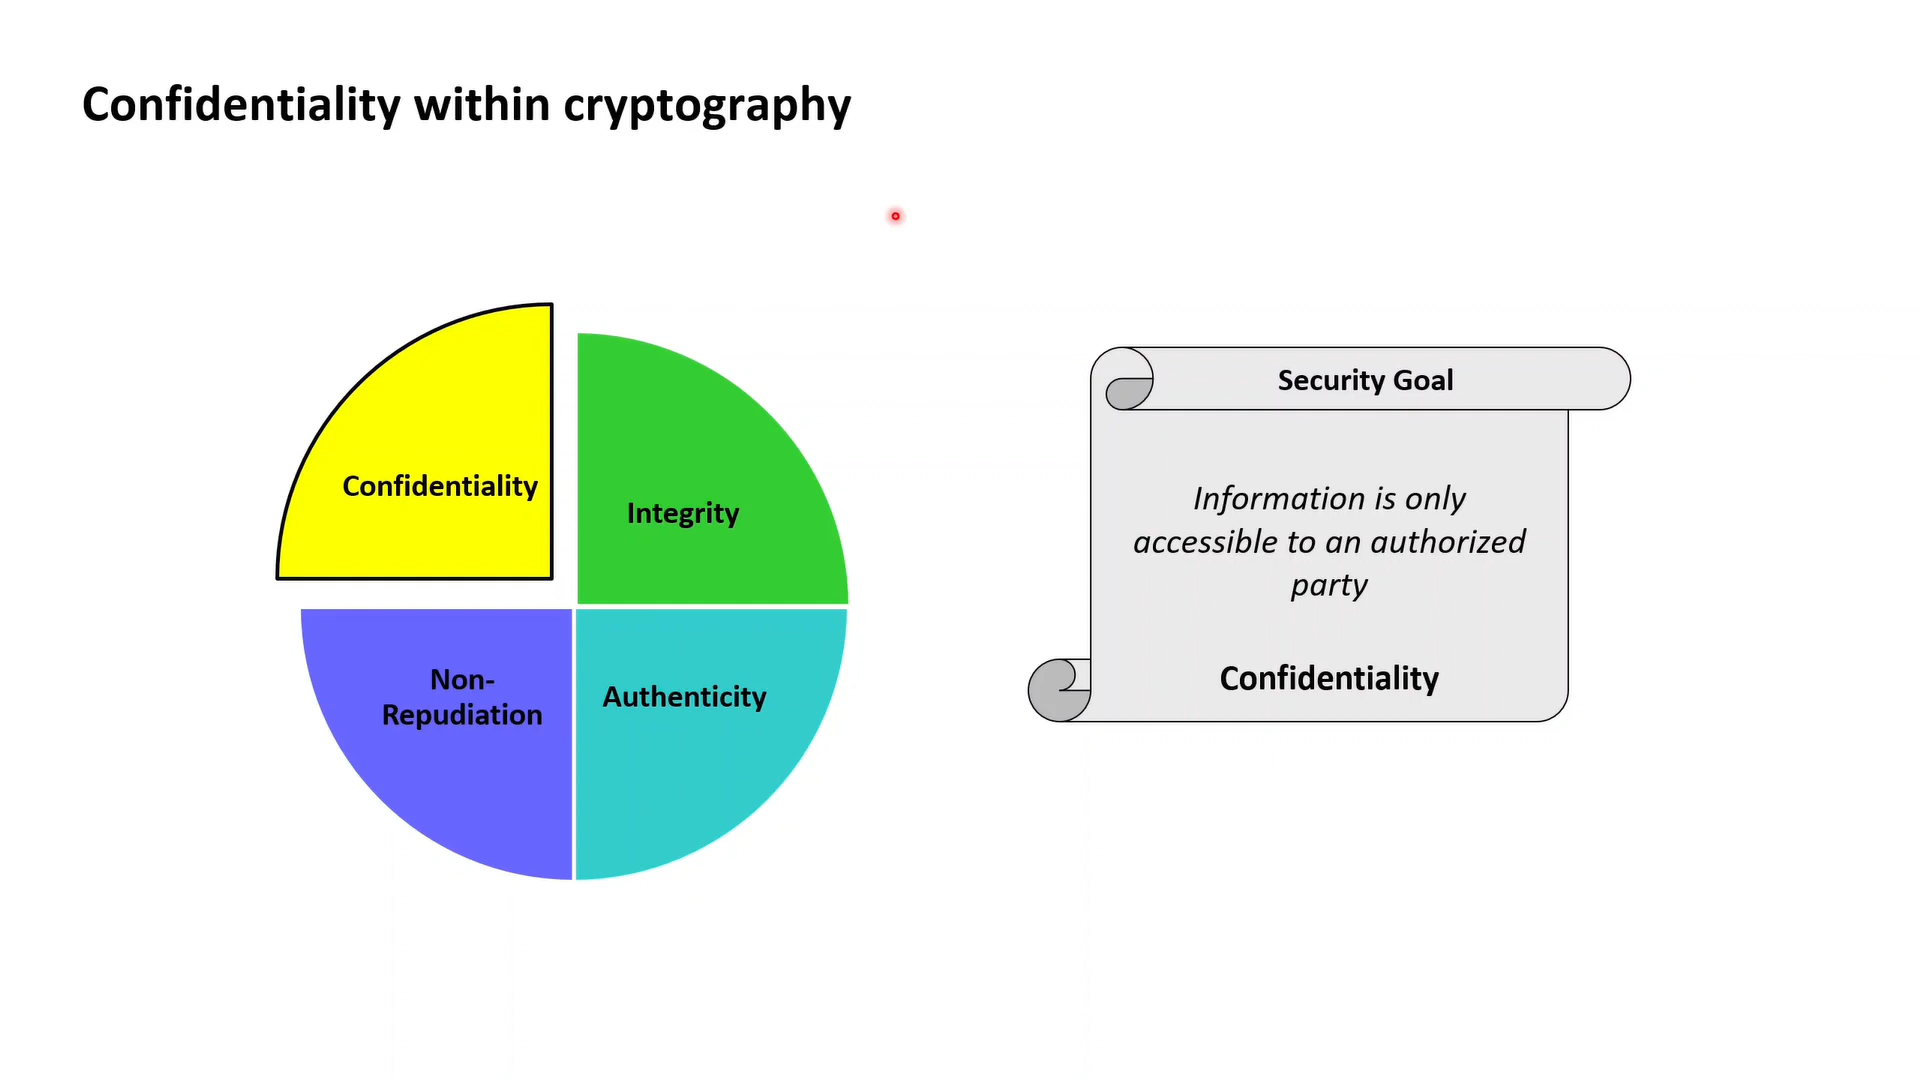 Confidentiality within cryptography
Confidentiality
Integrity
Non-
Repudiation
Authenticity
Security Goal
Information is only
accessible to an authorized
party
Confidentiality